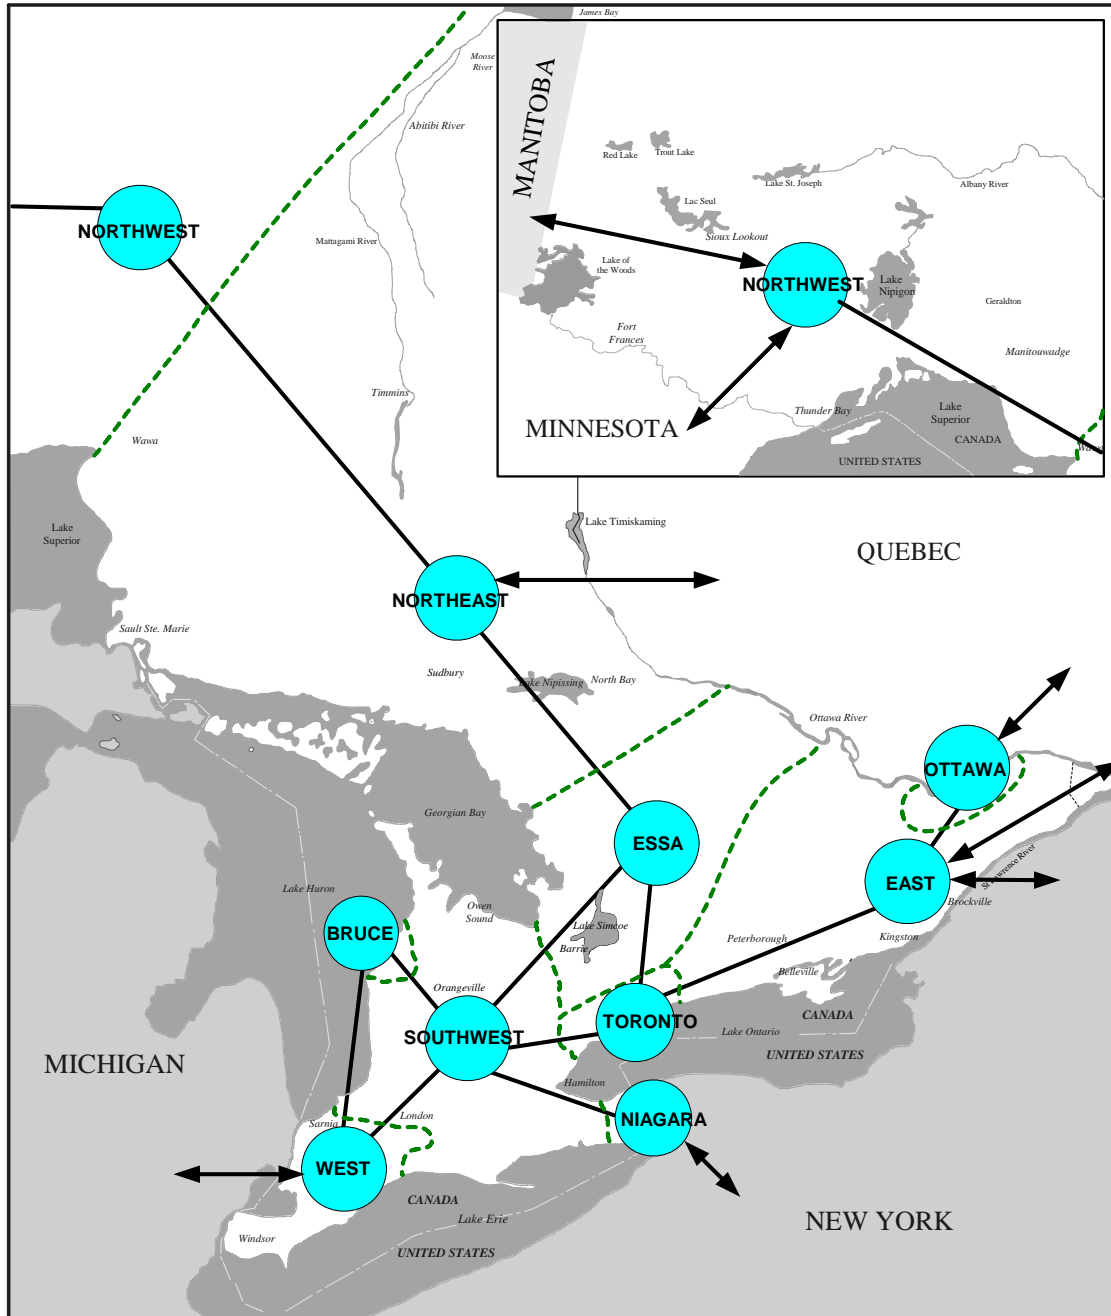 James Bay
Moose
River
Abitibi River
NORTHWEST
Mattagami River
Timmins
Wawa
Lake
Superior
MANITOBA
Red Lake
Trout Lake
Lake St. Joseph
Albany River
Lac Seul
Sioux Lookout
Lake of
the Woods
NORTHWEST
Lake
Nipigon
Geraldton
Fort
Frances
Manitouwadge
Thunder Bay
Lake
Superior
MINNESOTA
CANADA
UNITED STATES
Wawa
Lake Timiskaming
QUEBEC
NORTHEAST
Sault Ste. Marie
Sudbury
Lake Nipissing
North Bay
Ottawa River
OTTAWA
Georgian Bay
ESSA
EAST
St Lawrence River
Brockville
Lake Huron
Owen
Sound
Lake Simcoe
Barrie
BRUCE
Peterborough
Kingston
Belleville
Orangeville
SOUTHWEST
TORONTO
CANADA
Lake Ontario
UNITED STATES
MICHIGAN
Hamilton
NIAGARA
London
Sarnia
WEST
CANADA
Lake Erie
NEW YORK
Windsor
UNITED STATES